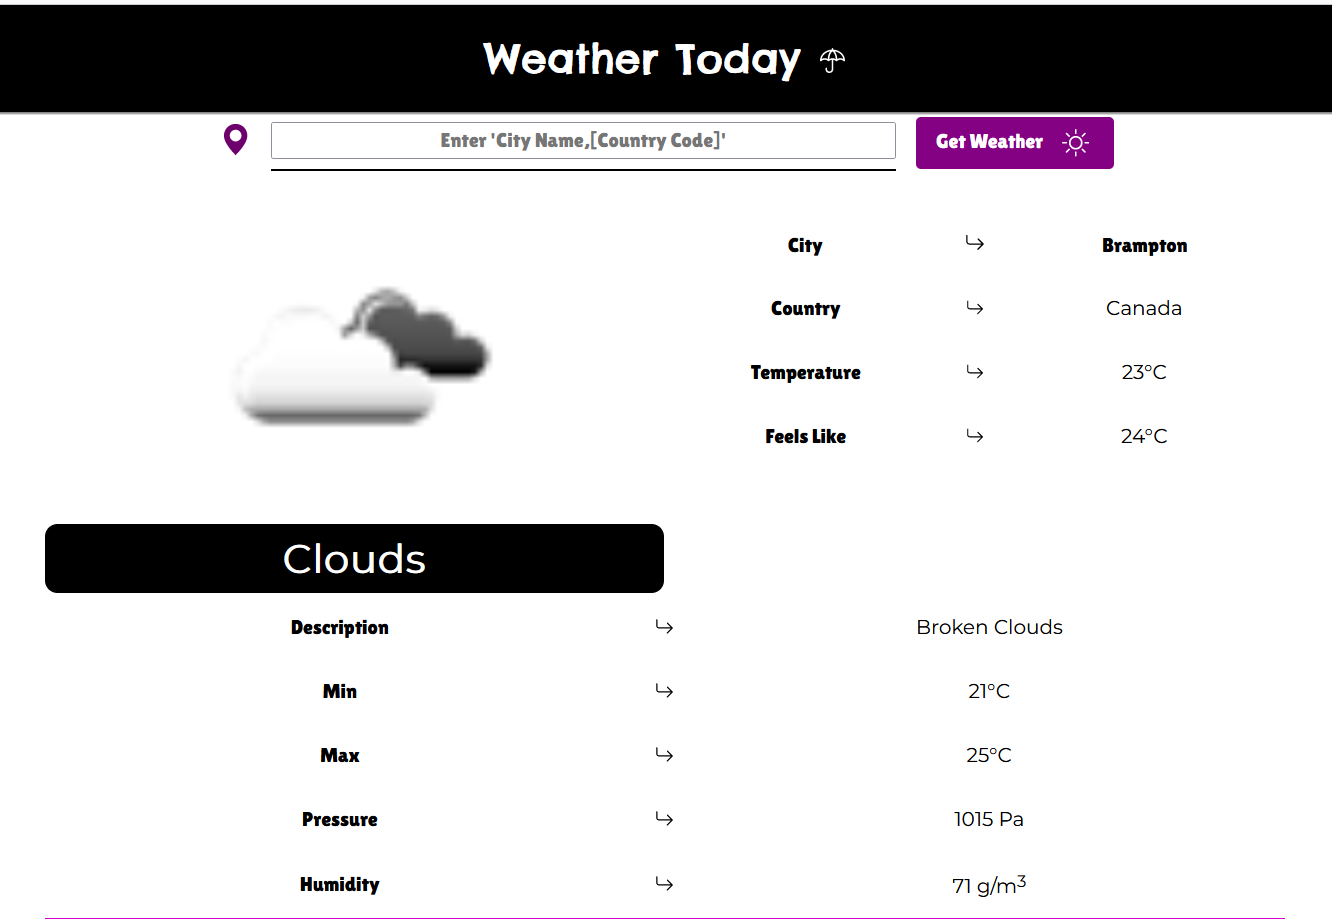 Weather Today
Enter 'City Name,[Country Code]'
Get Weather
City Brampton
Country Canada
Temperature 23°C
Feels Like 24°C
Clouds
Description Broken Clouds
Min 21°C
Max 25°C
Pressure 1015 Pa
Humidity 71 g/m³